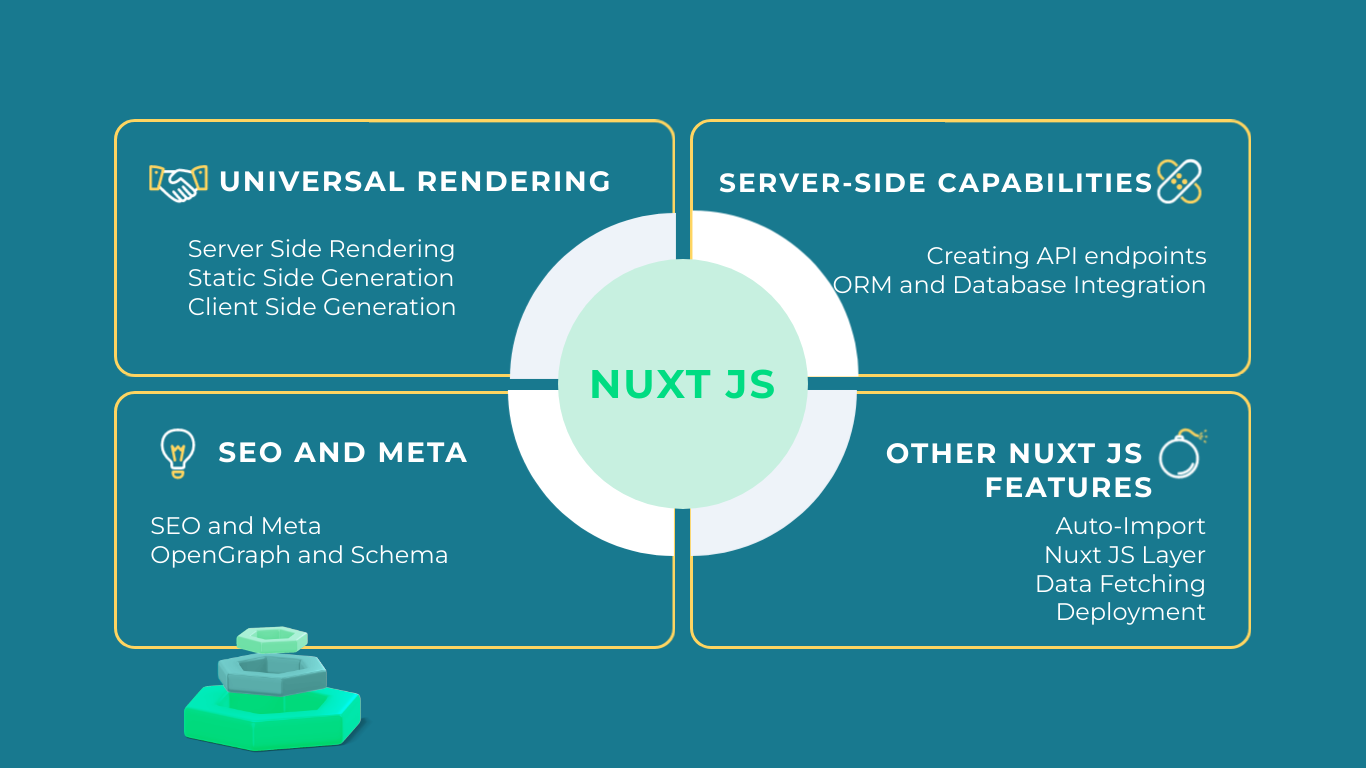 UNIVERSAL RENDERING
Server Side Rendering
Static Side Generation
Client Side Generation
SERVER-SIDE CAPABILITIES
Creating API endpoints
ORM and Database Integration
NUXT JS
SEO AND META
SEO and Meta
OpenGraph and Schema
OTHER NUXT JS
FEATURES
Auto-Import
Nuxt JS Layer
Data Fetching
Deployment